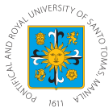 PONTIFICAL AND ROYAL UNIVERSITY OF SANTO TOMAS, MANILA
1611